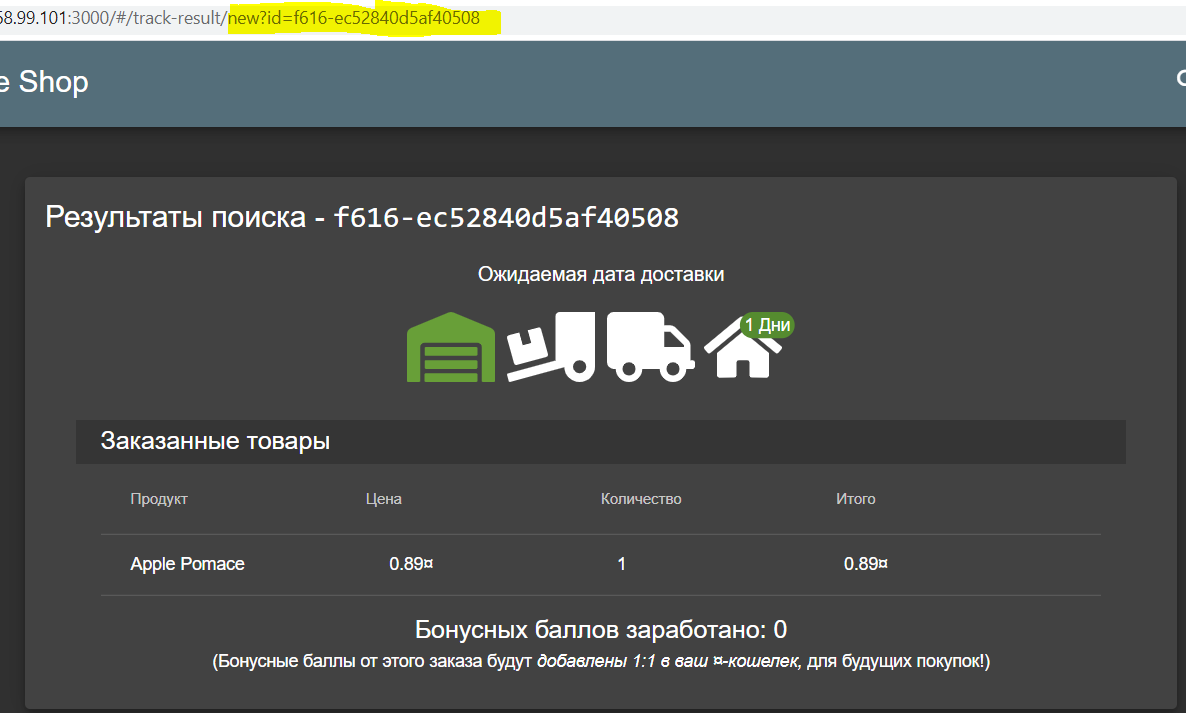 58.99.101:3000/#/track-result/new?id=f616-ec52840d5af40508
e Shop
Результаты поиска - f616-ec52840d5af40508
Ожидаемая дата доставки
1 Дни
Заказанные товары
Продукт Цена Количество Итого
Apple Pomace 0.89¤ 1 0.89¤
Бонусных баллов заработано: 0
(Бонусные баллы от этого заказа будут добавлены 1:1 в ваш ¤-кошелек, для будущих покупок!)